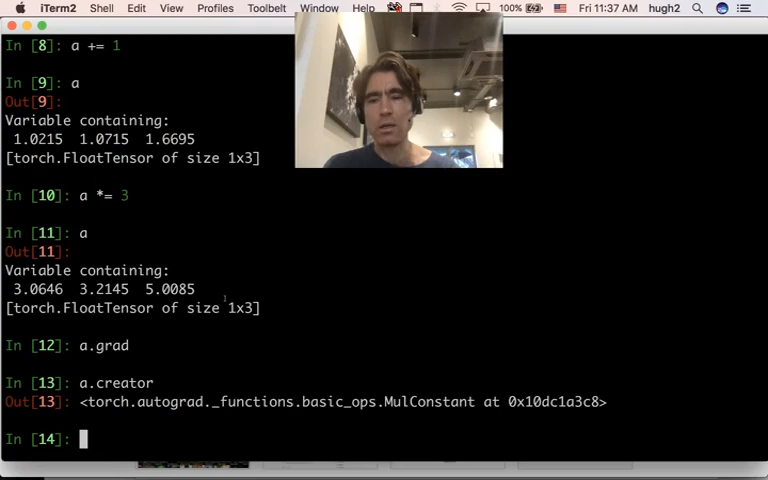 iTerm2 Shell Edit View Profiles Toolbelt Window Help 100% Fri 11:37 AM hugh2
In [8]: a += 1
In [9]: a
Out[9]:
Variable containing:
1.0215 1.0715 1.6695
[torch.FloatTensor of size 1x3]
In [10]: a *= 3
In [11]: a
Out[11]:
Variable containing:
3.0646 3.2145 5.0085
[torch.FloatTensor of size 1x3]
In [12]: a.grad
In [13]: a.creator
Out[13]: <torch.autograd._functions.basic_ops.MulConstant at 0x10dc1a3c8>
In [14]: